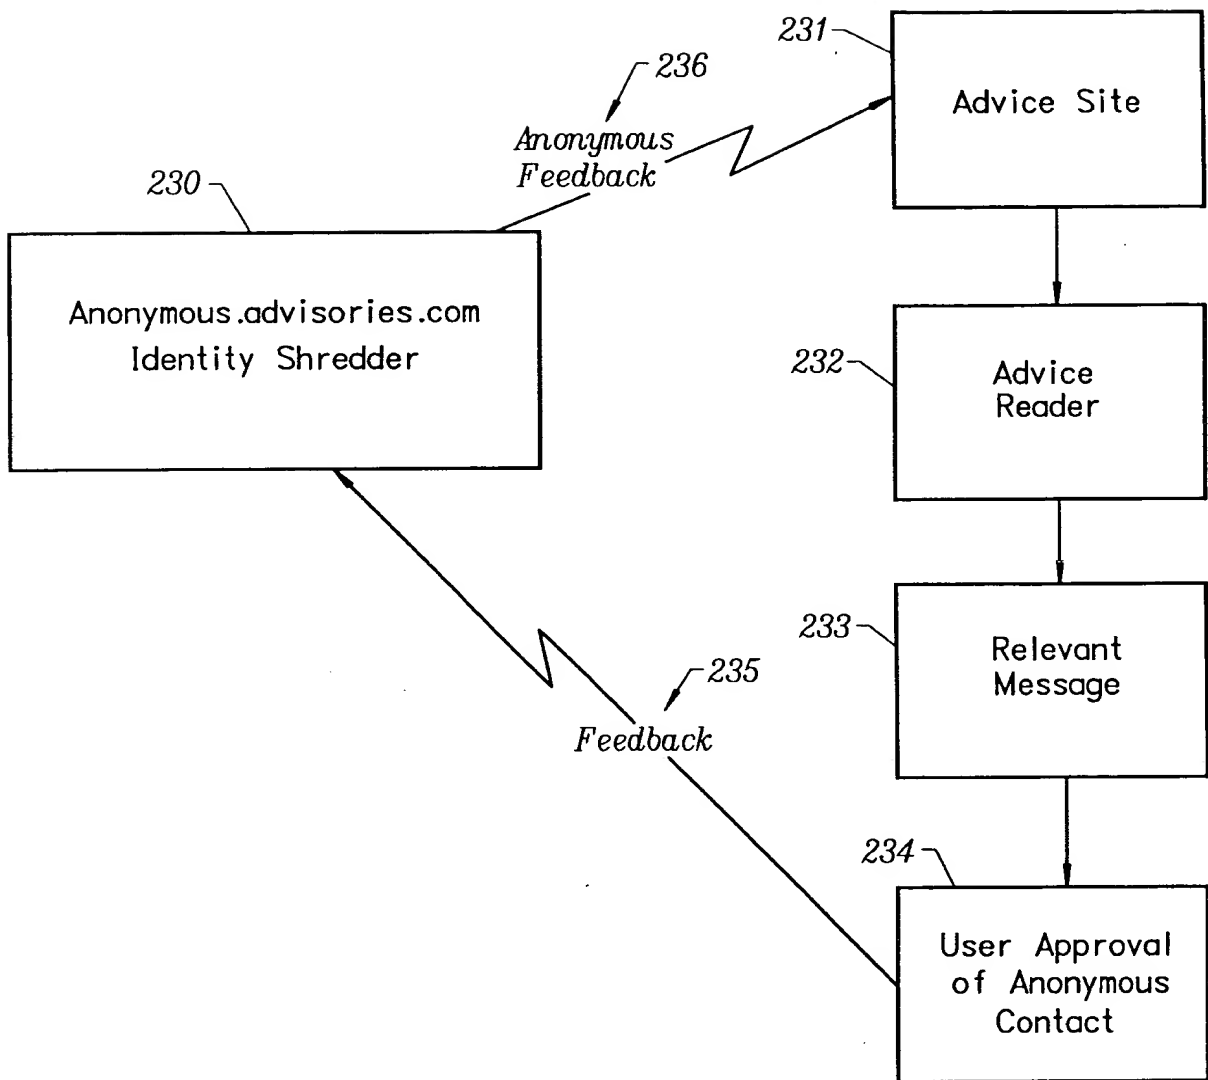 231
Advice Site
236
Anonymous
Feedback
230
Anonymous.advisories.com
Identity Shredder
232
Advice
Reader
233
Relevant
Message
235
Feedback
234
User Approval
of Anonymous
Contact